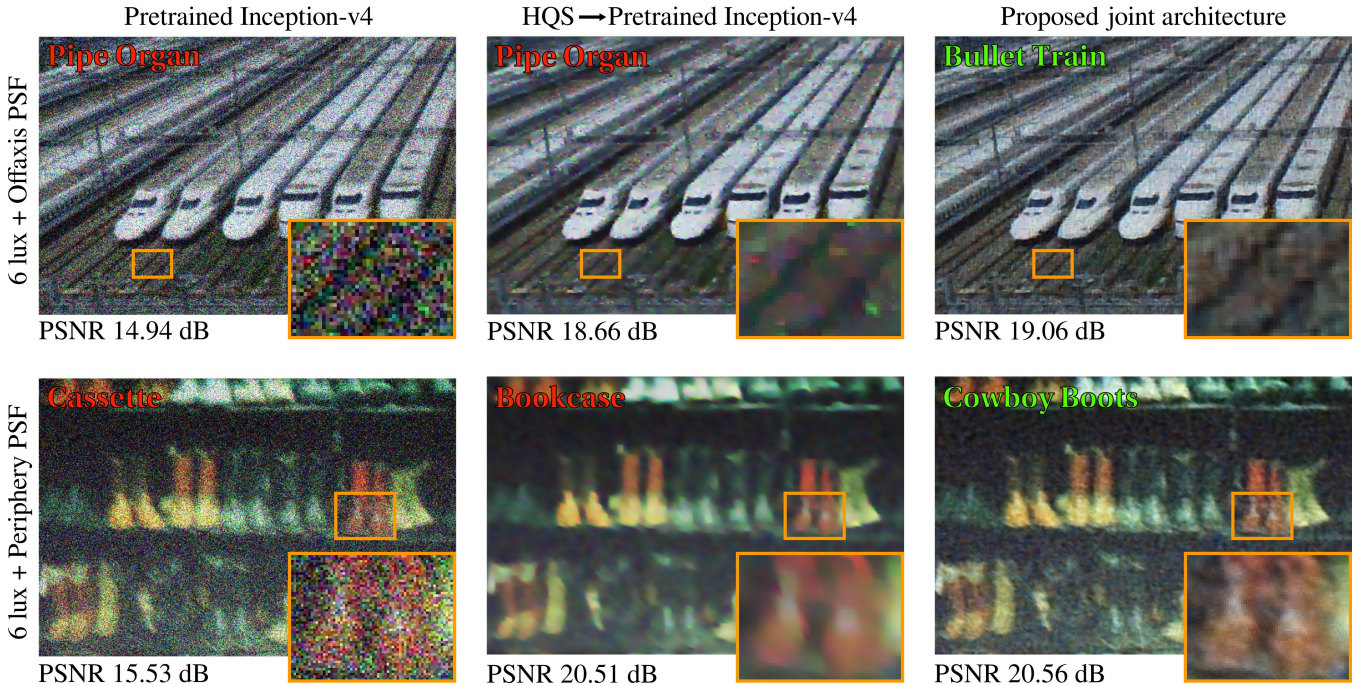 Pretrained Inception-v4
HQS → Pretrained Inception-v4
Proposed joint architecture
6 lux + Offaxis PSF
Pipe Organ
Pipe Organ
Bullet Train
PSNR 14.94 dB
PSNR 18.66 dB
PSNR 19.06 dB
6 lux + Periphery PSF
Cassette
Bookcase
Cowboy Boots
PSNR 15.53 dB
PSNR 20.51 dB
PSNR 20.56 dB